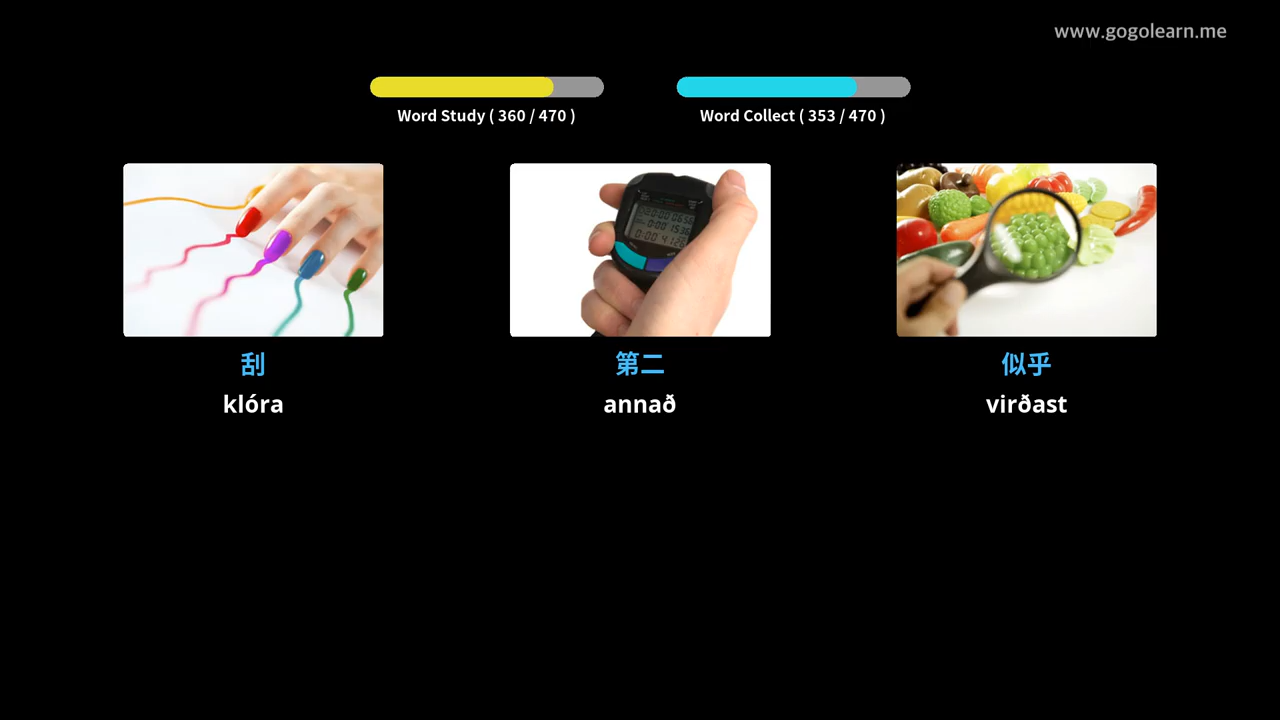 www.gogolearn.me
Word Study ( 360 / 470 )
Word Collect ( 353 / 470 )
刮
第二
似乎
klóra
annað
virðast